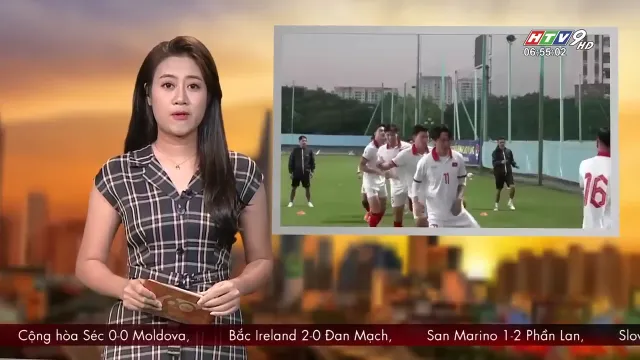 HTV9 HD
06:55:02
11
16
Cộng hòa Séc 0-0 Moldova, Bắc Ireland 2-0 Đan Mạch, San Marino 1-2 Phần Lan, Slov